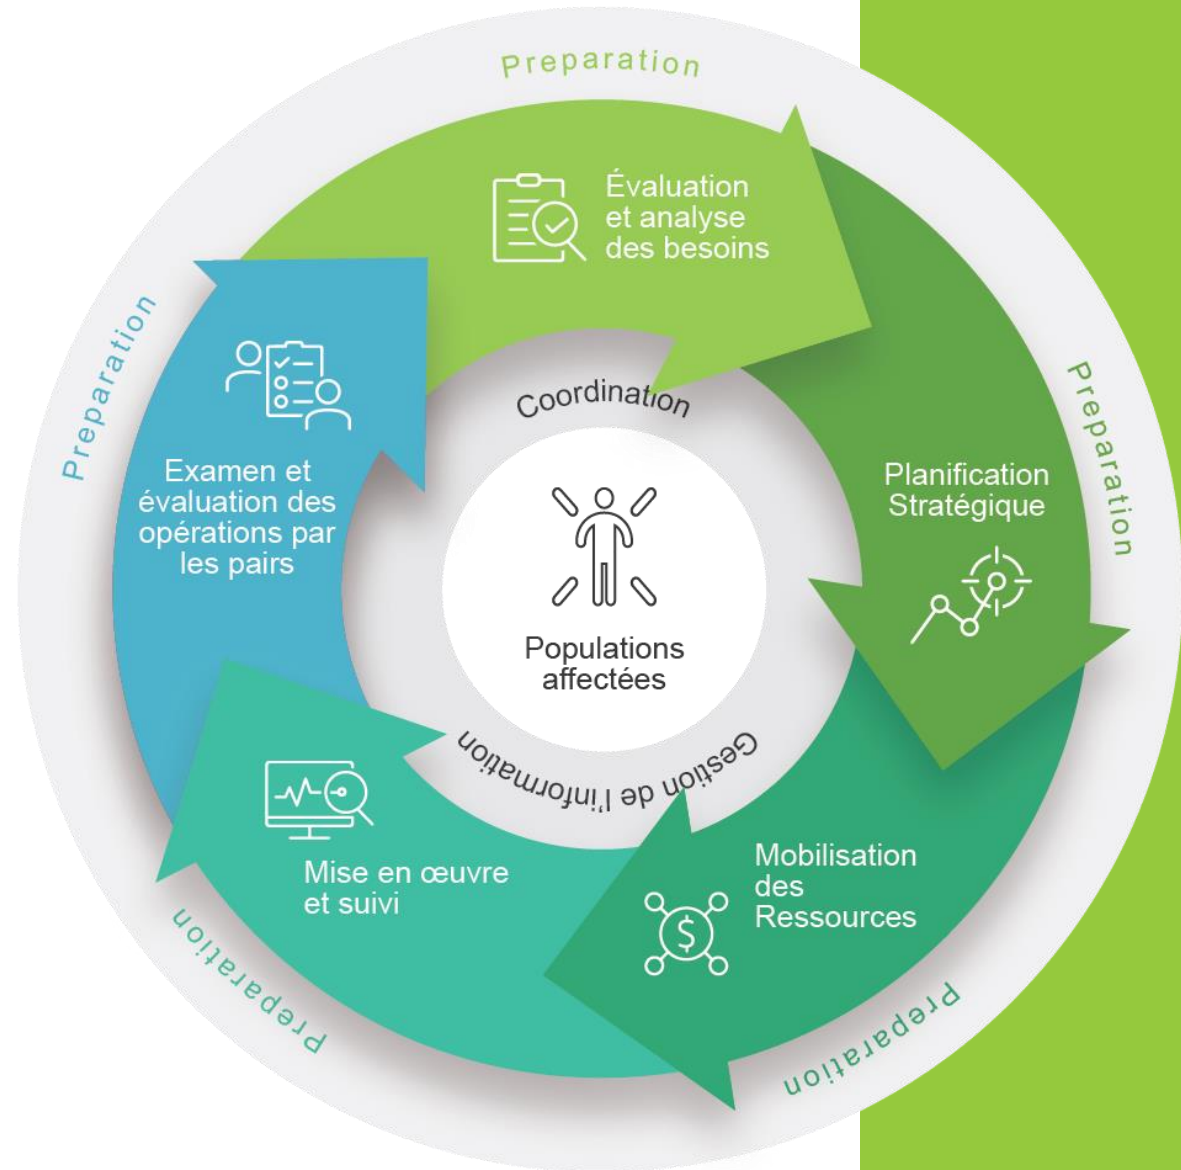 Preparation
Évaluation
et analyse
des besoins
Preparation
Planification
Stratégique
Preparation
Mobilisation
des
Ressources
Preparation
Mise en œuvre
et suivi
Preparation
Examen et
évaluation des
opérations par
les pairs
Coordination
Populations
affectées
Gestion de l'information